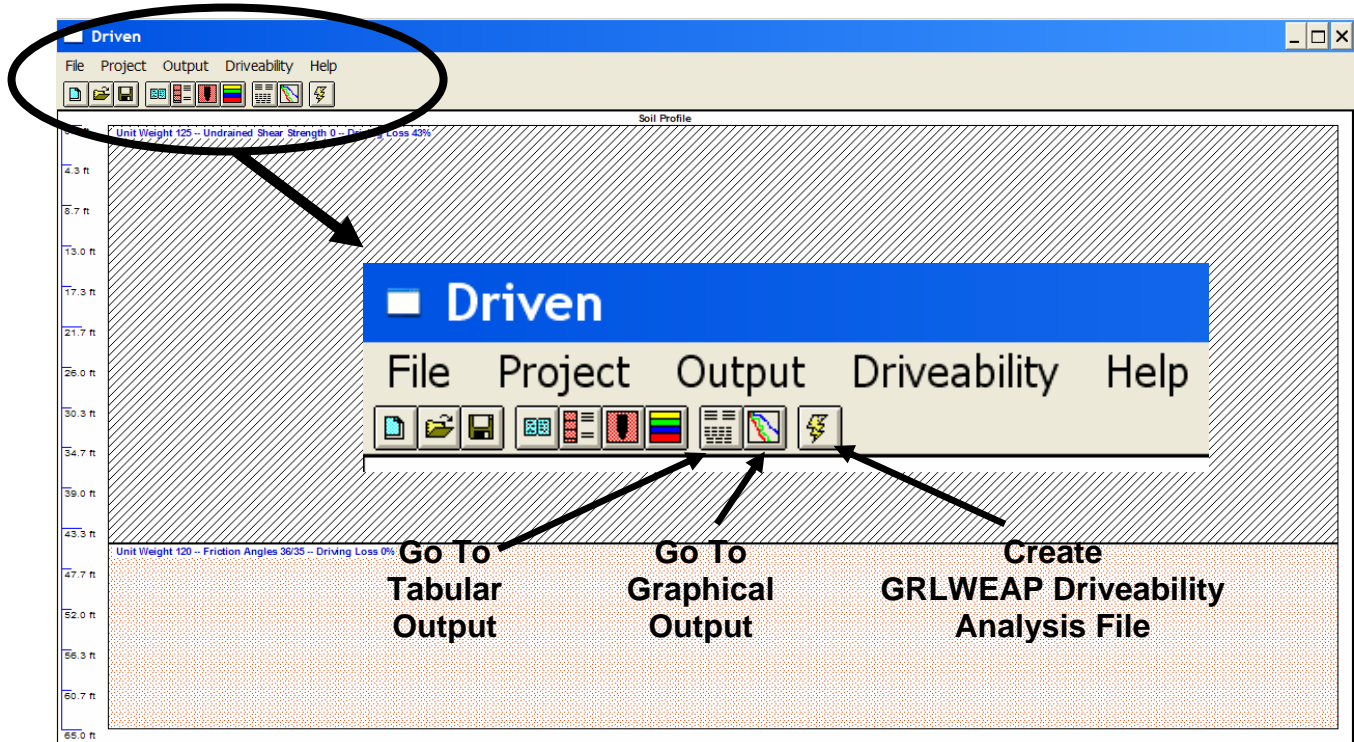 Driven
File Project Output Driveability Help
Soil Profile
Unit Weight 125 -- Undrained Shear Strength 0 -- Driving Loss 43%
4.3 ft
8.7 ft
13.0 ft
17.3 ft
21.7 ft
26.0 ft
30.3 ft
34.7 ft
39.0 ft
43.3 ft
Driven
File Project Output Driveability Help
Unit Weight 120 -- Friction Angles 36/35 -- Driving Loss 0%
47.7 ft
52.0 ft
56.3 ft
60.7 ft
65.0 ft
Go To
Tabular
Output
Go To
Graphical
Output
Create
GRLWEAP Driveability
Analysis File